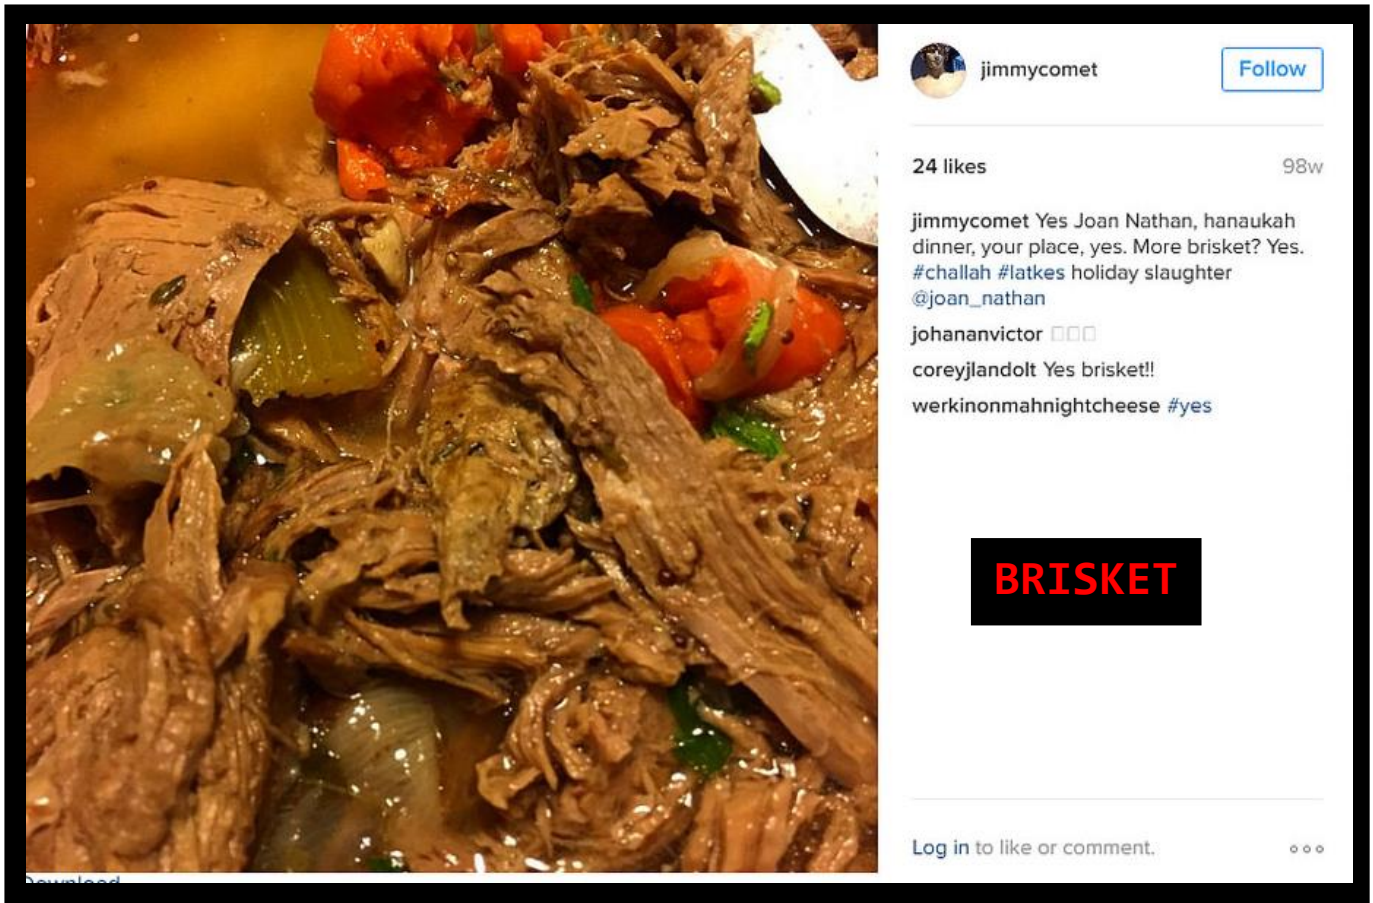 jimmycomet
Follow
24 likes
98w
jimmycomet Yes Joan Nathan, hanaukah
dinner, your place, yes. More brisket? Yes.
#challah #latkes holiday slaughter
@joan_nathan
johananvictor
coreyjlandolt Yes brisket!!
werkinonmahnightcheese #yes
BRISKET
Log in to like or comment.
Download